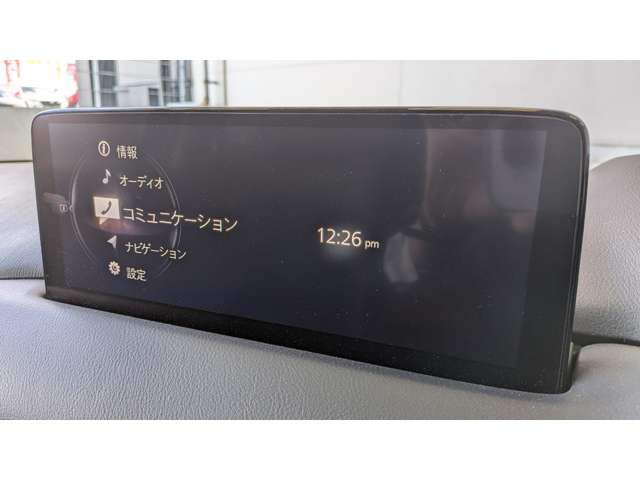 情報
オーディオ
コミュニケーション
12:26 pm
ナビゲーション
設定